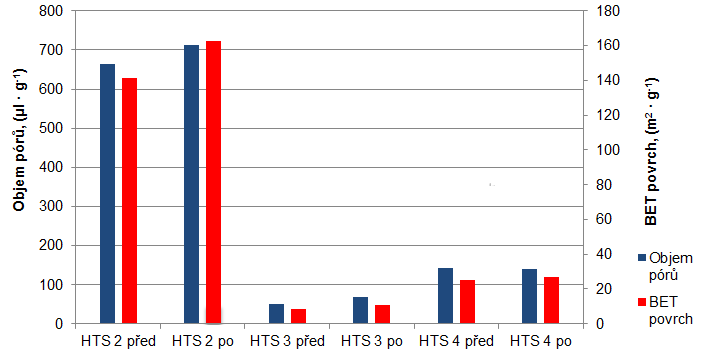 800
700
600
500
400
300
200
100
0
Objem pórů, (µl · g⁻¹)
180
160
140
120
100
80
60
40
20
0
BET povrch, (m² · g⁻¹)
HTS 2 před
HTS 2 po
HTS 3 před
HTS 3 po
HTS 4 před
HTS 4 po
Objem
pórů
BET
povrch